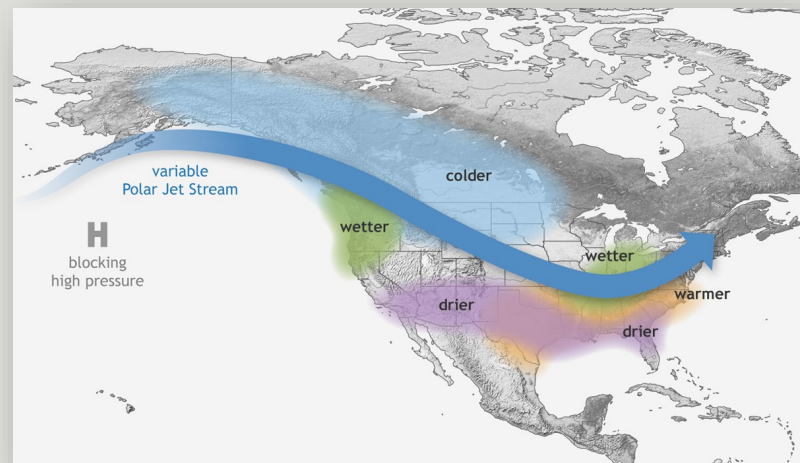 variable
Polar Jet Stream
colder
H
blocking
high pressure
wetter
wetter
warmer
drier
drier